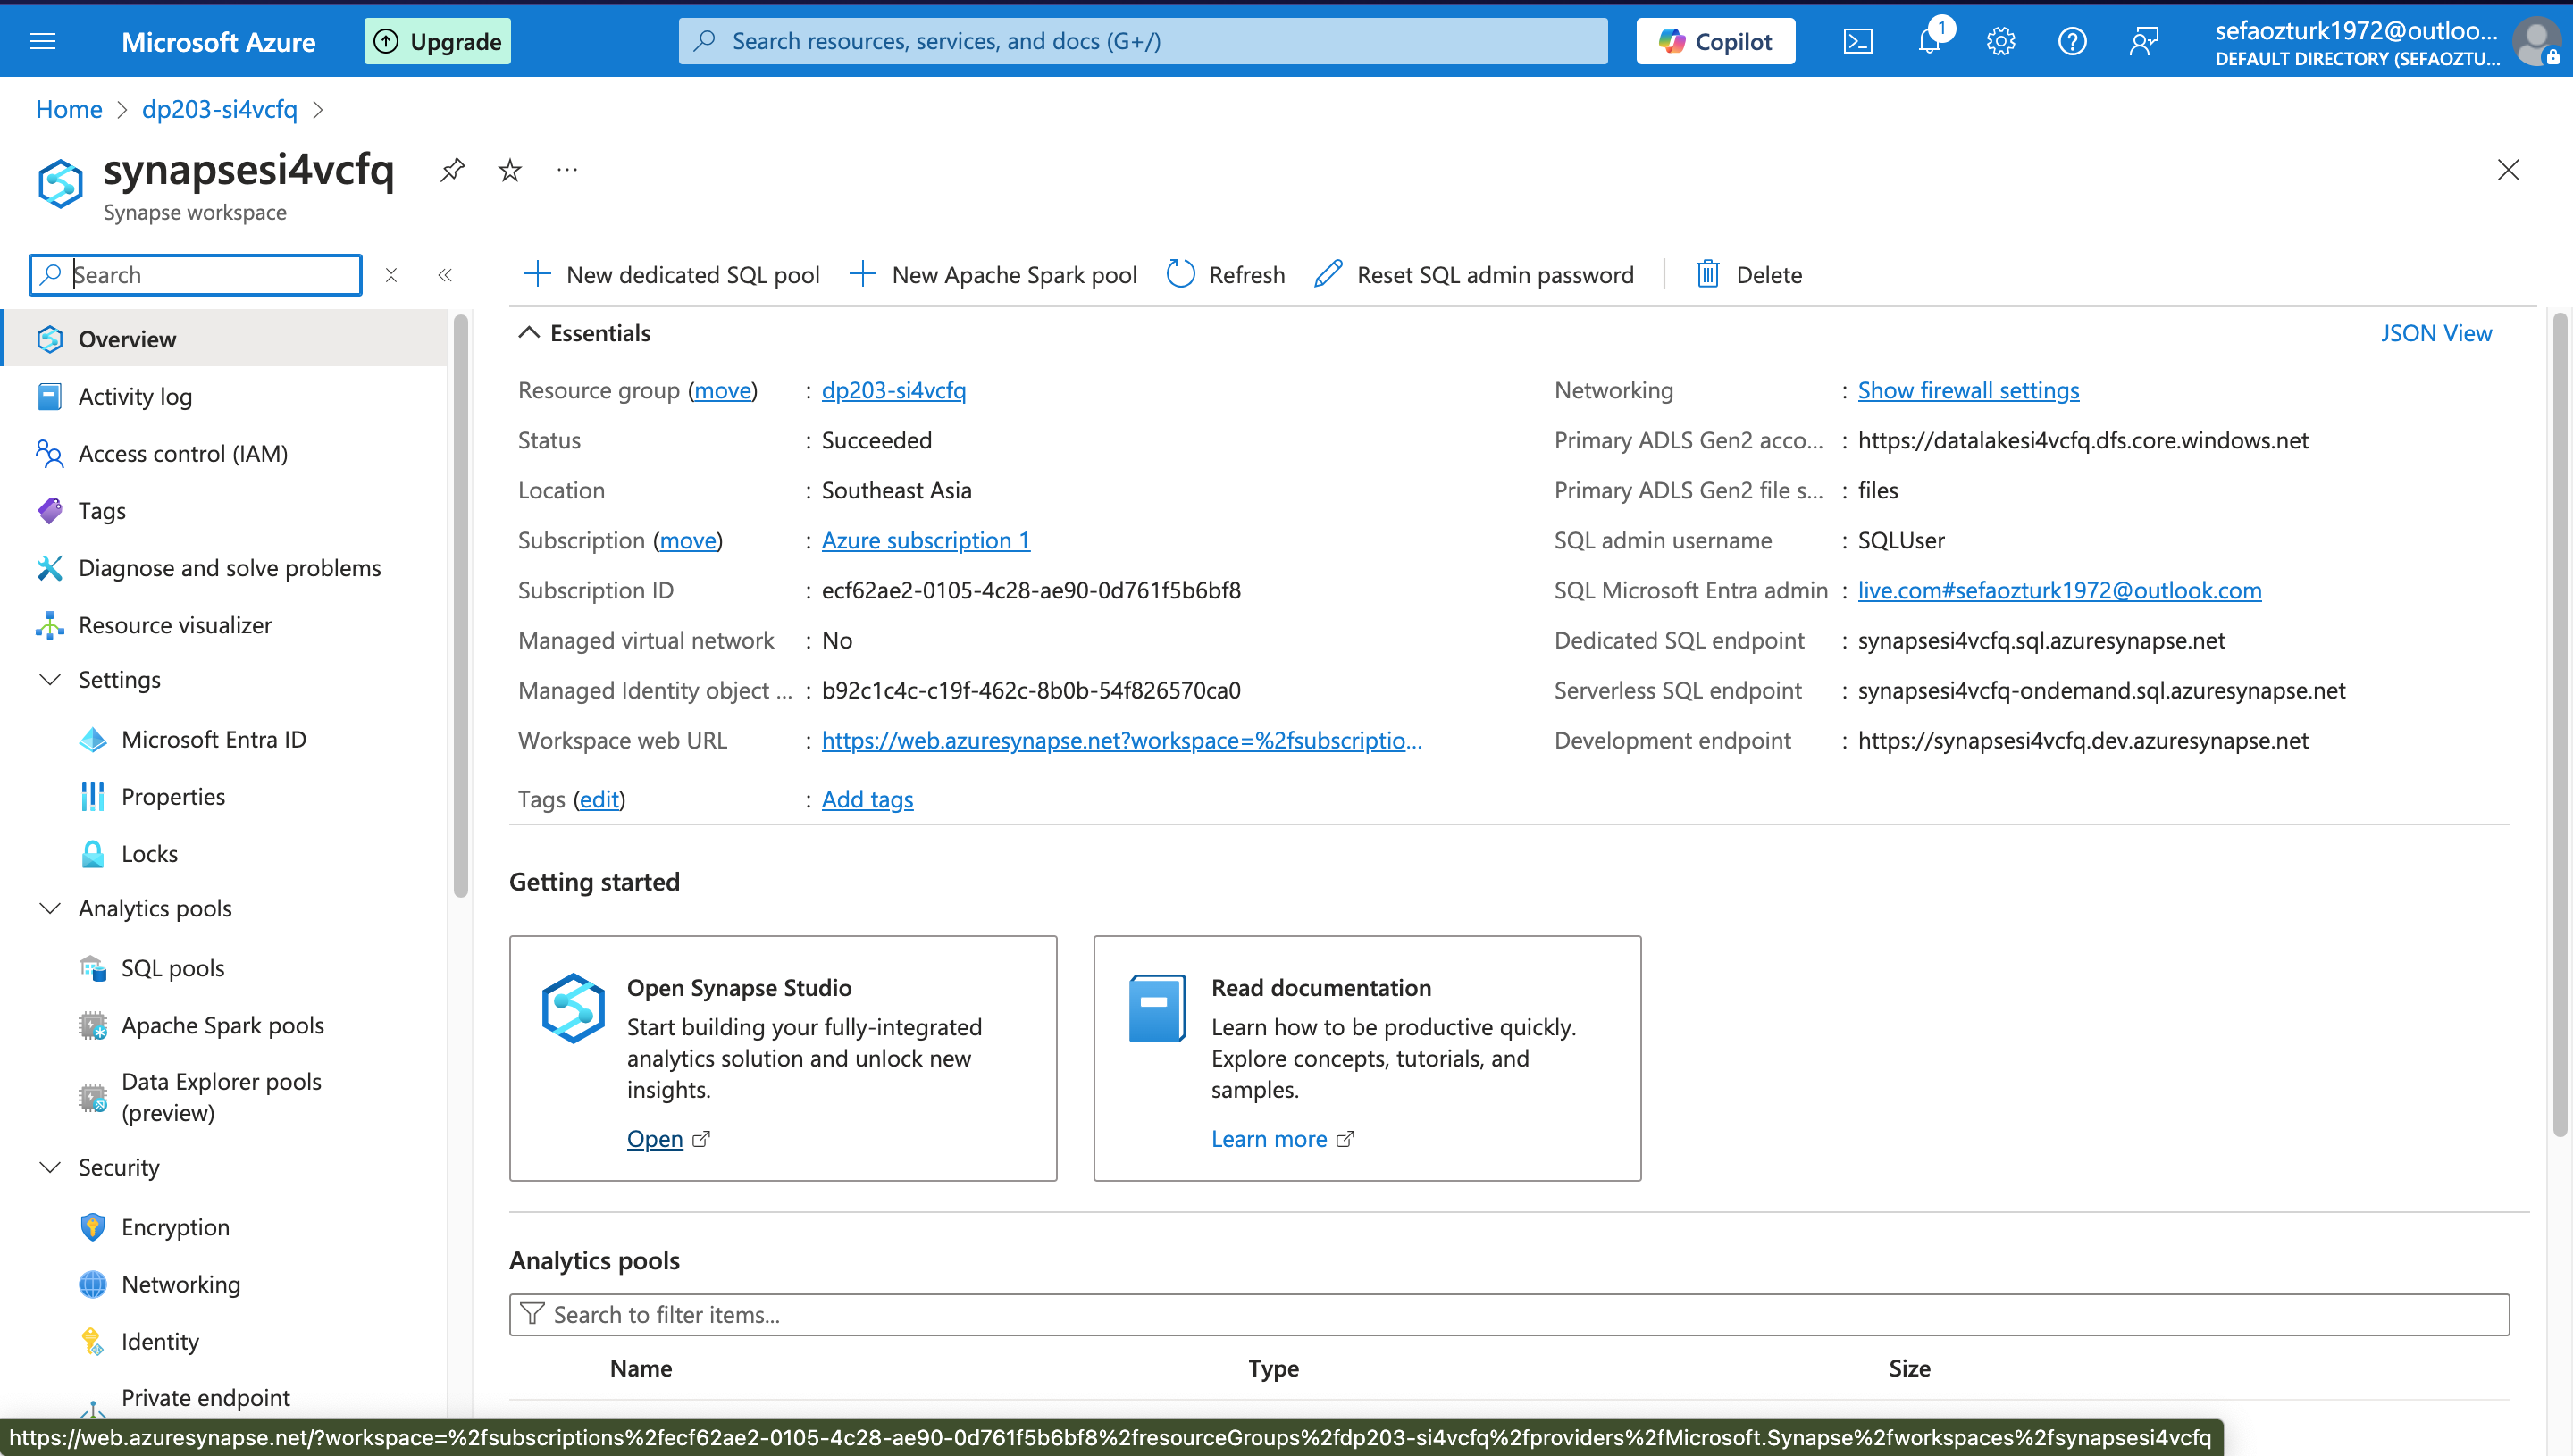 Microsoft Azure
Upgrade
Search resources, services, and docs (G+/)
Copilot
1
sefaozturk1972@outloo...
DEFAULT DIRECTORY (SEFAOZTU...
Home > dp203-si4vcfq >
synapsesi4vcfq
Synapse workspace
Search
New dedicated SQL pool
New Apache Spark pool
Refresh
Reset SQL admin password
Delete
Overview
Activity log
Access control (IAM)
Tags
Diagnose and solve problems
Resource visualizer
Settings
Microsoft Entra ID
Properties
Locks
Analytics pools
SQL pools
Apache Spark pools
Data Explorer pools
(preview)
Security
Encryption
Networking
Identity
Private endpoint
Essentials
JSON View
Resource group (move) : dp203-si4vcfq
Status : Succeeded
Location : Southeast Asia
Subscription (move) : Azure subscription 1
Subscription ID : ecf62ae2-0105-4c28-ae90-0d761f5b6bf8
Managed virtual network : No
Managed Identity object ... : b92c1c4c-c19f-462c-8b0b-54f826570ca0
Workspace web URL : https://web.azuresynapse.net?workspace=%2fsubscriptio...
Tags (edit) : Add tags
Networking : Show firewall settings
Primary ADLS Gen2 acco... : https://datalakesi4vcfq.dfs.core.windows.net
Primary ADLS Gen2 file s... : files
SQL admin username : SQLUser
SQL Microsoft Entra admin : live.com#sefaozturk1972@outlook.com
Dedicated SQL endpoint : synapsesi4vcfq.sql.azuresynapse.net
Serverless SQL endpoint : synapsesi4vcfq-ondemand.sql.azuresynapse.net
Development endpoint : https://synapsesi4vcfq.dev.azuresynapse.net
Getting started
Open Synapse Studio
Start building your fully-integrated
analytics solution and unlock new
insights.
Open
Read documentation
Learn how to be productive quickly.
Explore concepts, tutorials, and
samples.
Learn more
Analytics pools
Search to filter items...
Name Type Size
https://web.azuresynapse.net/?workspace=%2fsubscriptions%2fecf62ae2-0105-4c28-ae90-0d761f5b6bf8%2fresourceGroups%2fdp203-si4vcfq%2fproviders%2fMicrosoft.Synapse%2fworkspaces%2fsynapsesi4vcfq